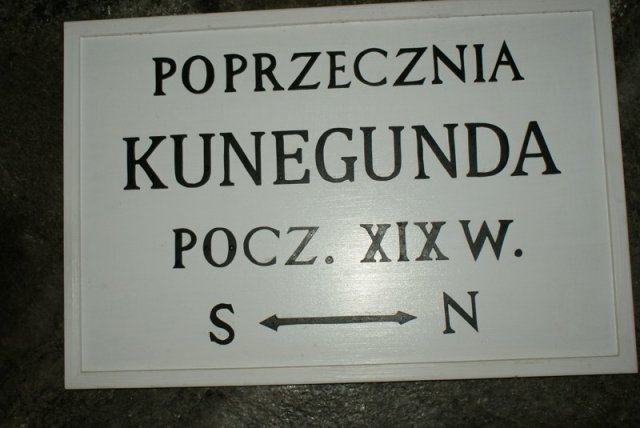 POPRZECZNIA
KUNEGUNDA
POCZ. XIX W.
S ↔ N